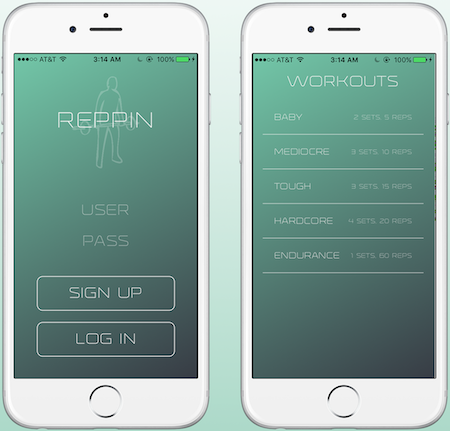 AT&T 3:14 AM 100%
REPPIN
USER
PASS
SIGN UP
LOG IN
AT&T 3:14 AM 100%
WORKOUTS
BABY 2 SETS, 5 REPS
MEDIOCRE 3 SETS, 10 REPS
TOUGH 3 SETS, 15 REPS
HARDCORE 4 SETS, 20 REPS
ENDURANCE 1 SETS, 60 REPS